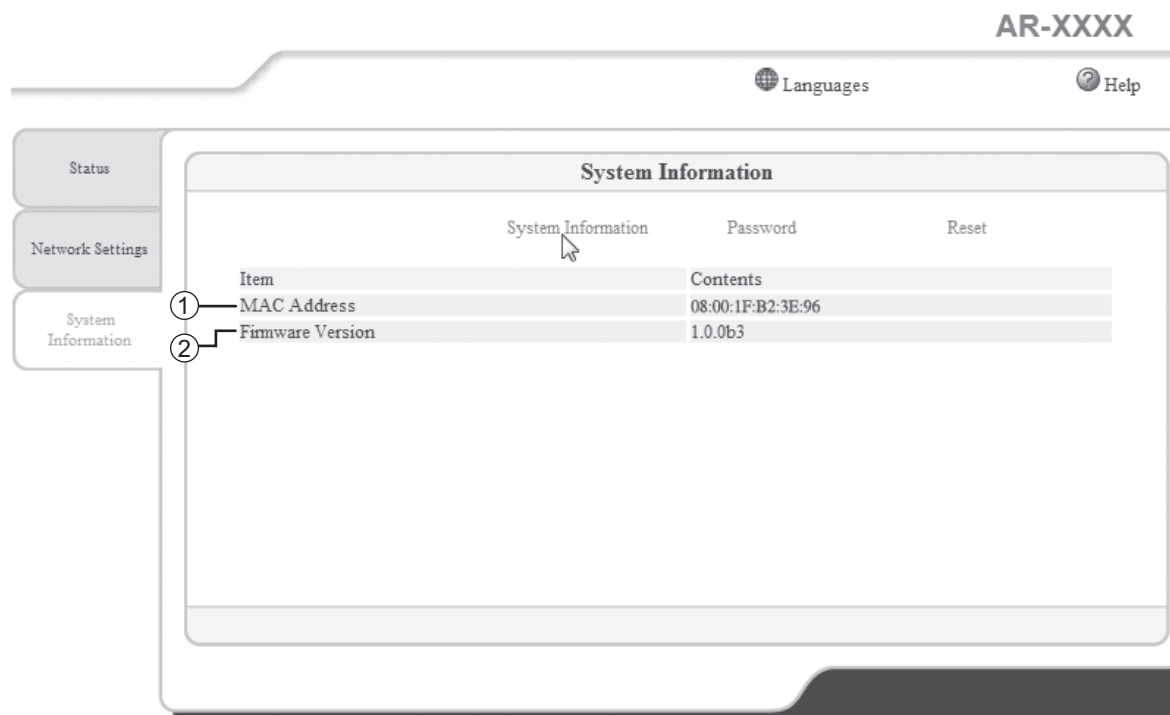 AR-XXXX
Languages
Help
Status
System Information
System Information
Password
Reset
Network Settings
Item
Contents
① MAC Address
08:00:1F:B2:3E:96
System
Information
② Firmware Version
1.0.0b3